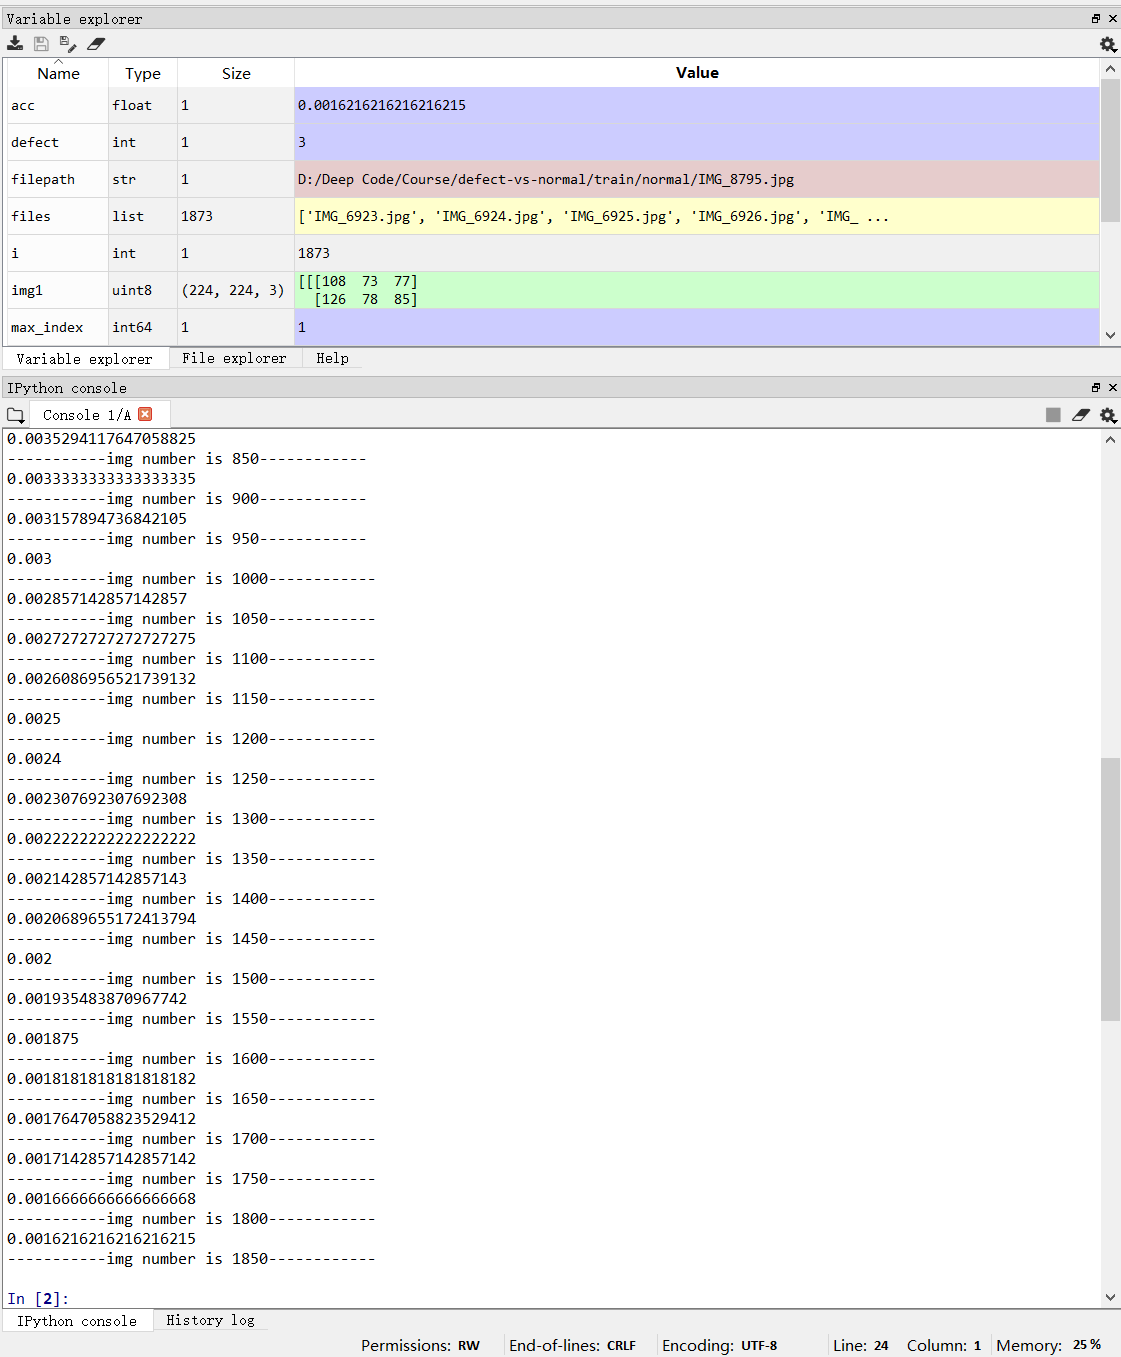 Variable explorer
Name Type Size Value
acc float 1 0.0016216216216216215
defect int 1 3
filepath str 1 D:/Deep Code/Course/defect-vs-normal/train/normal/IMG_8795.jpg
files list 1873 ['IMG_6923.jpg', 'IMG_6924.jpg', 'IMG_6925.jpg', 'IMG_6926.jpg', 'IMG_ ...
i int 1 1873
img1 uint8 (224, 224, 3) [[[108 73 77]
[126 78 85]
max_index int64 1 1
Variable explorer File explorer Help
IPython console
Console 1/A
0.0035294117647058825
-----------img number is 850------------
0.0033333333333333335
-----------img number is 900------------
0.003157894736842105
-----------img number is 950------------
0.003
-----------img number is 1000------------
0.002857142857142857
-----------img number is 1050------------
0.0027272727272727275
-----------img number is 1100------------
0.0026086956521739132
-----------img number is 1150------------
0.0025
-----------img number is 1200------------
0.0024
-----------img number is 1250------------
0.002307692307692308
-----------img number is 1300------------
0.0022222222222222222
-----------img number is 1350------------
0.002142857142857143
-----------img number is 1400------------
0.0020689655172413794
-----------img number is 1450------------
0.002
-----------img number is 1500------------
0.001935483870967742
-----------img number is 1550------------
0.001875
-----------img number is 1600------------
0.0018181818181818182
-----------img number is 1650------------
0.0017647058823529412
-----------img number is 1700------------
0.0017142857142857142
-----------img number is 1750------------
0.0016666666666666668
-----------img number is 1800------------
0.0016216216216216215
-----------img number is 1850------------
In [2]:
IPython console History log
Permissions: RW End-of-lines: CRLF Encoding: UTF-8 Line: 24 Column: 1 Memory: 25 %